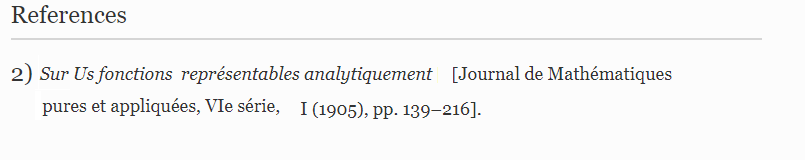 References
2) Sur Us fonctions représentables analytiquement [Journal de Mathématiques
pures et appliquées, VIe série, I (1905), pp. 139–216].